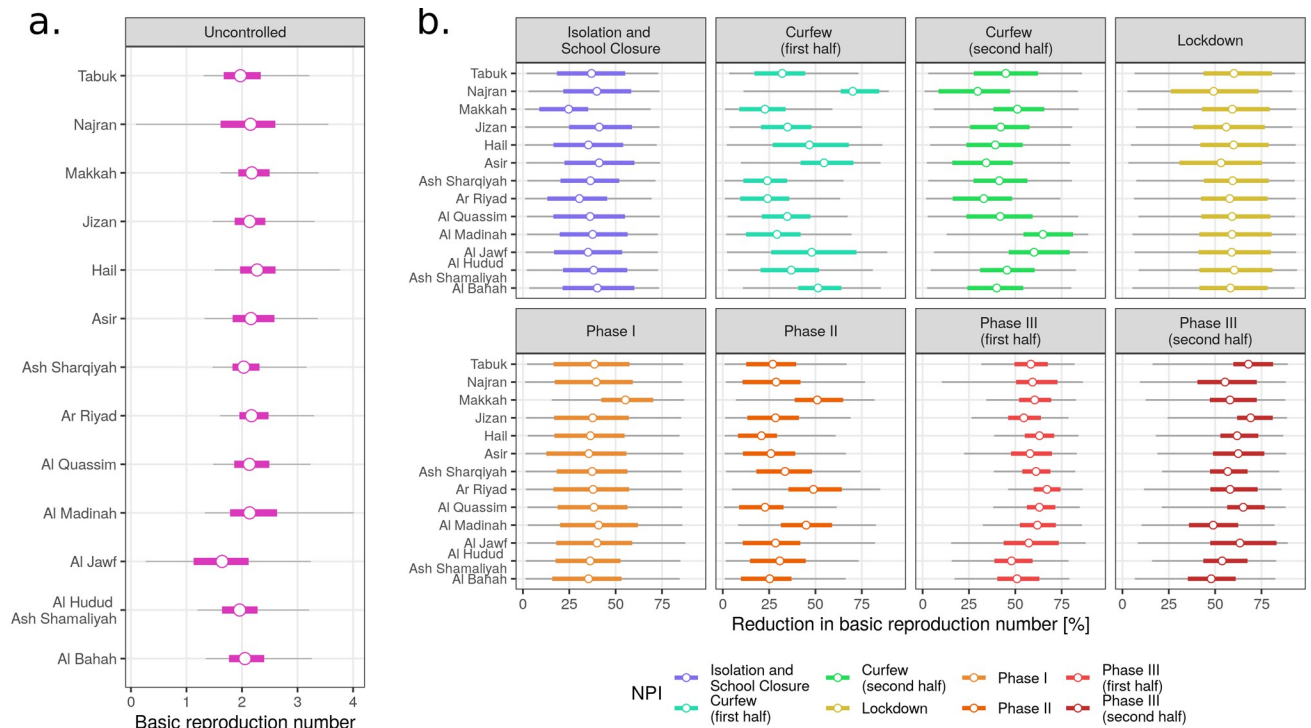 a.
Uncontrolled
Tabuk
Najran
Makkah
Jizan
Hail
Asir
Ash Sharqiyah
Ar Riyad
Al Quassim
Al Madinah
Al Jawf
Al Hudud
Ash Shamaliyah
Al Bahah
0 1 2 3 4
Basic reproduction number
b.
Isolation and
School Closure
Curfew
(first half)
Curfew
(second half)
Lockdown
Tabuk
Najran
Makkah
Jizan
Hail
Asir
Ash Sharqiyah
Ar Riyad
Al Quassim
Al Madinah
Al Jawf
Al Hudud
Ash Shamaliyah
Al Bahah
Phase I
Phase II
Phase III
(first half)
Phase III
(second half)
Tabuk
Najran
Makkah
Jizan
Hail
Asir
Ash Sharqiyah
Ar Riyad
Al Quassim
Al Madinah
Al Jawf
Al Hudud
Ash Shamaliyah
Al Bahah
0 25 50 75 0 25 50 75 0 25 50 75 0 25 50 75
Reduction in basic reproduction number [%]
NPI
Isolation and
School Closure
Curfew
(first half)
Curfew
(second half)
Lockdown
Phase I
Phase II
Phase III
(first half)
Phase III
(second half)